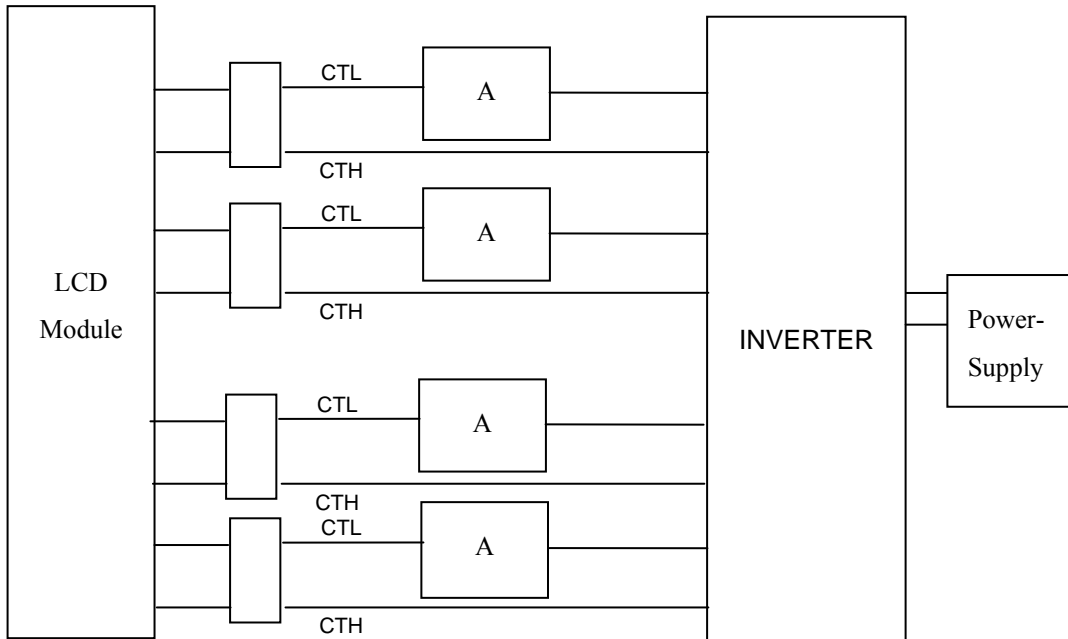 CTL
A
CTH
CTL
A
CTH
LCD
Module
INVERTER
Power-
Supply
CTL
A
CTH
CTL
A
CTH